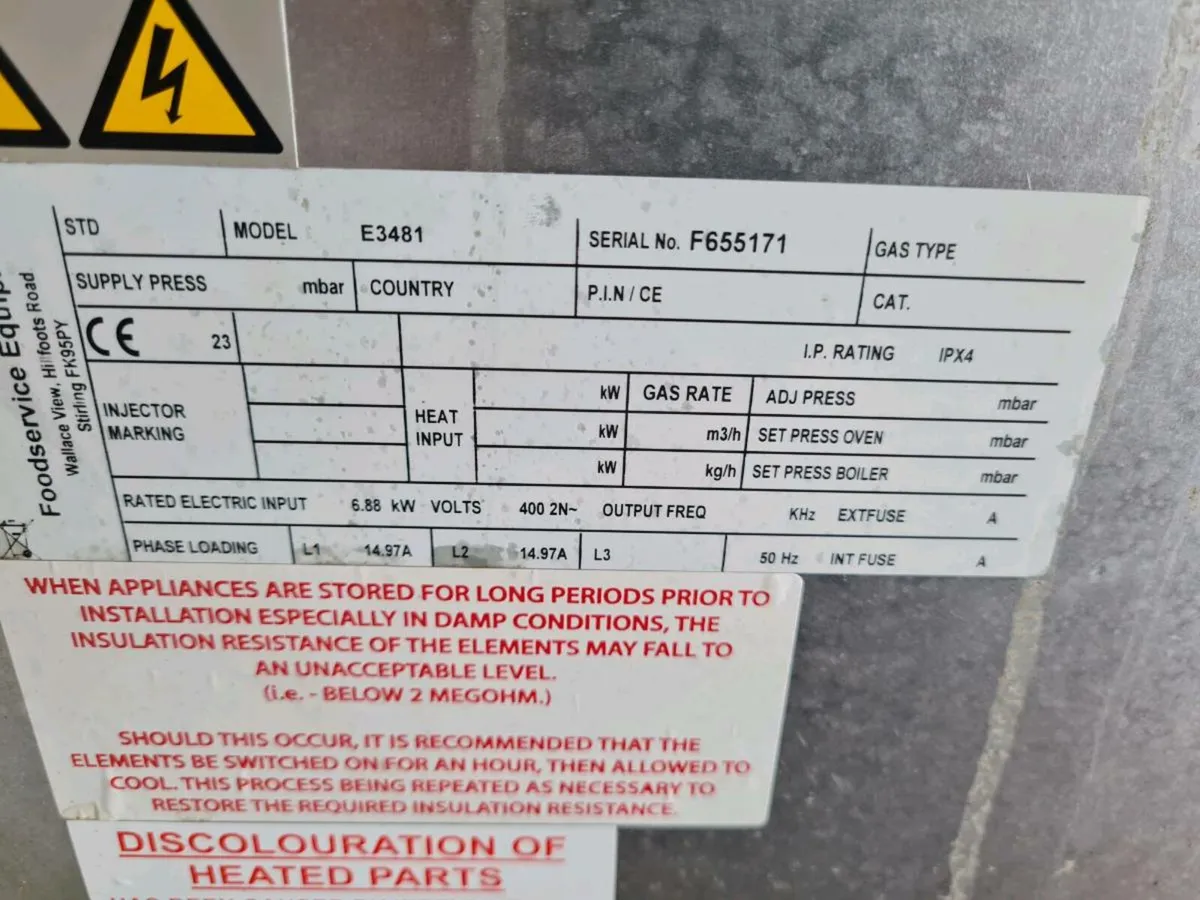 Foodservice Equip
Wallace View, Hillfoots Road
Stirling FK95PY
STD MODEL E3481 SERIAL No. F655171 GAS TYPE
SUPPLY PRESS mbar COUNTRY P.I.N / CE CAT.
CE 23 I.P. RATING IPX4
INJECTOR MARKING HEAT INPUT kW GAS RATE ADJ PRESS mbar
kW m3/h SET PRESS OVEN mbar
kW kg/h SET PRESS BOILER mbar
RATED ELECTRIC INPUT 6.88 kW VOLTS 400 2N~ OUTPUT FREQ KHz EXTFUSE A
PHASE LOADING L1 14.97A L2 14.97A L3 50 Hz INT FUSE A
WHEN APPLIANCES ARE STORED FOR LONG PERIODS PRIOR TO
INSTALLATION ESPECIALLY IN DAMP CONDITIONS, THE
INSULATION RESISTANCE OF THE ELEMENTS MAY FALL TO
AN UNACCEPTABLE LEVEL.
(i.e. - BELOW 2 MEGOHM.)
SHOULD THIS OCCUR, IT IS RECOMMENDED THAT THE
ELEMENTS BE SWITCHED ON FOR AN HOUR, THEN ALLOWED TO
COOL. THIS PROCESS BEING REPEATED AS NECESSARY TO
RESTORE THE REQUIRED INSULATION RESISTANCE.
DISCOLOURATION OF
HEATED PARTS